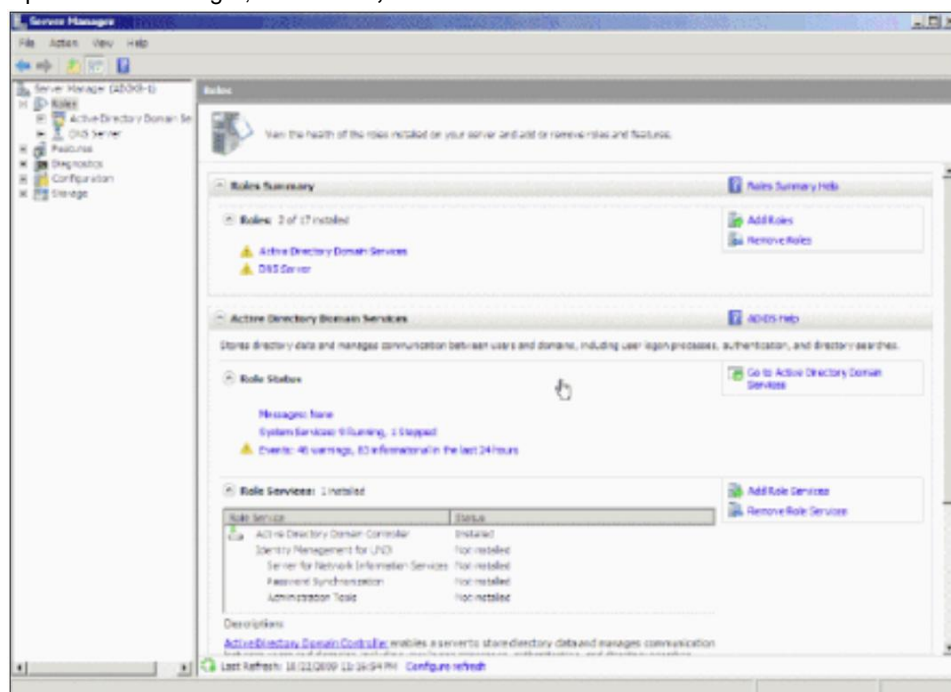 Server Manager
File Action View Help
Server Manager (
Roles
Active Directory Domain Se
DNS Server
Features
Diagnostics
Configuration
Storage
Roles
View the health of the roles installed on your server and add or remove roles and features.
Roles Summary
Roles Summary Help
Roles: 2 of 17 installed
Add Roles
Remove Roles
Active Directory Domain Services
DNS Server
Active Directory Domain Services
AD DS Help
Stores directory data and manages communication between users and domains, including user logon processes, authentication, and directory searches.
Role Status
Go to Active Directory Domain
Services
Messages: None
System Services: 9 Running, 1 Stopped
Events: 46 warnings, 83 informational in the last 24 hours
Role Services: 1 installed
Add Role Services
Remove Role Services
Role Service Status
Active Directory Domain Controller Installed
Identity Management for UNIX Not installed
Server for Network Information Services Not installed
Password Synchronization Not installed
Administration Tools Not installed
Description:
Active Directory Domain Controller enables a server to store directory data and manages communication
Last Refresh: Configure refresh